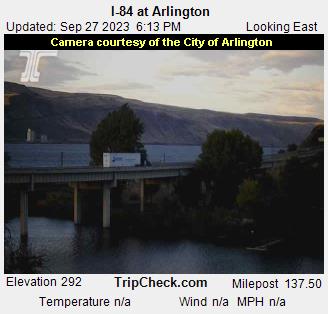 I-84 at Arlington
Updated: Sep 27 2023 6:13 PM Looking East
Camera courtesy of the City of Arlington
Elevation 292 TripCheck.com Milepost 137.50
Temperature n/a Wind n/a MPH n/a